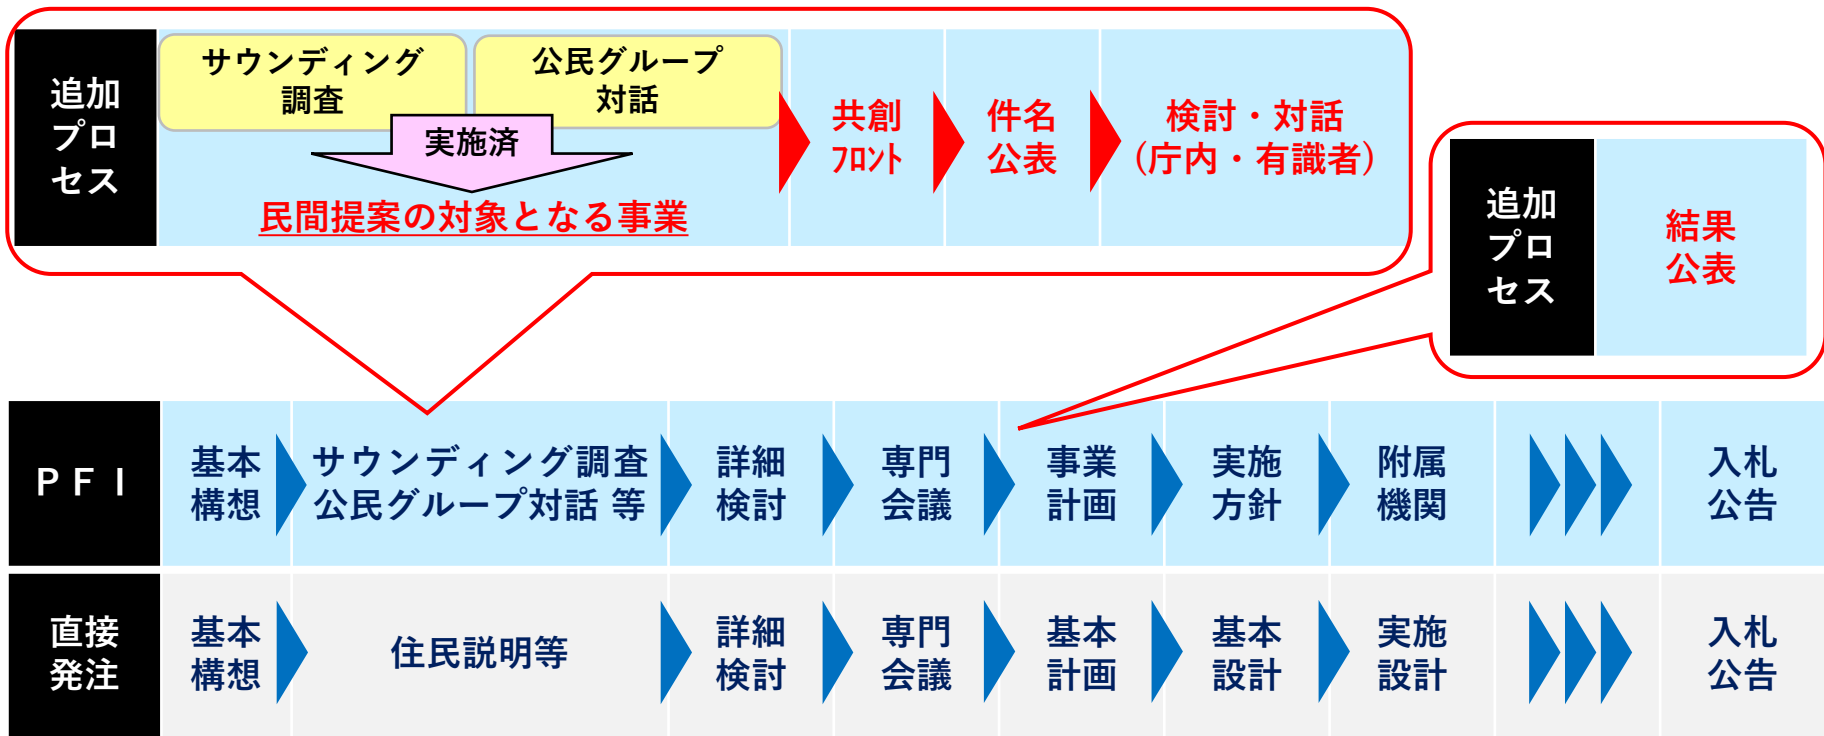 追加
プロ
セス
サウンディング
調査
公民グループ
対話
実施済
民間提案の対象となる事業
共創
ﾌﾛﾝﾄ
件名
公表
検討・対話
(庁内・有識者)
追加
プロ
セス
結果
公表
ＰＦＩ
基本
構想
サウンディング調査
公民グループ対話 等
詳細
検討
専門
会議
事業
計画
実施
方針
附属
機関
入札
公告
直接
発注
基本
構想
住民説明等
詳細
検討
専門
会議
基本
計画
基本
設計
実施
設計
入札
公告